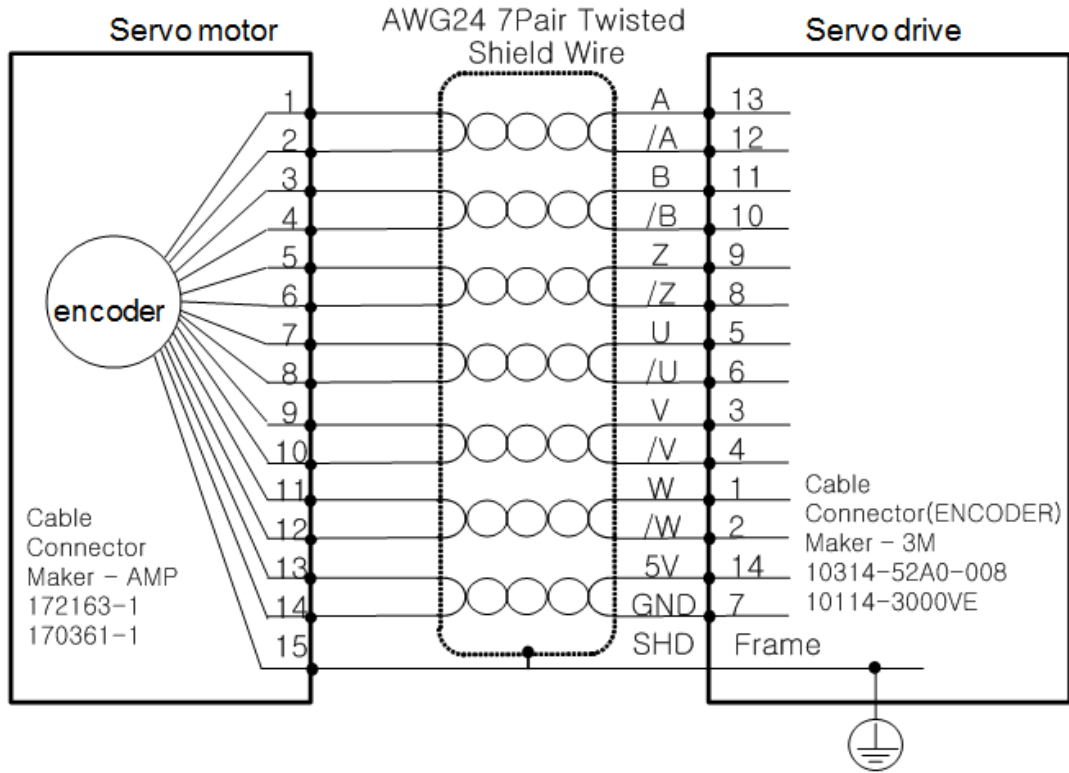 Servo motor
AWG24 7Pair Twisted
Shield Wire
Servo drive
1 A 13
2 /A 12
3 B 11
4 /B 10
5 Z 9
6 /Z 8
encoder
7 U 5
8 /U 6
9 V 3
10 /V 4
11 W 1
12 /W 2
13 5V 14
14 GND 7
15 SHD Frame
Cable
Connector
Maker - AMP
172163-1
170361-1
Cable
Connector(ENCODER)
Maker - 3M
10314-52A0-008
10114-3000VE